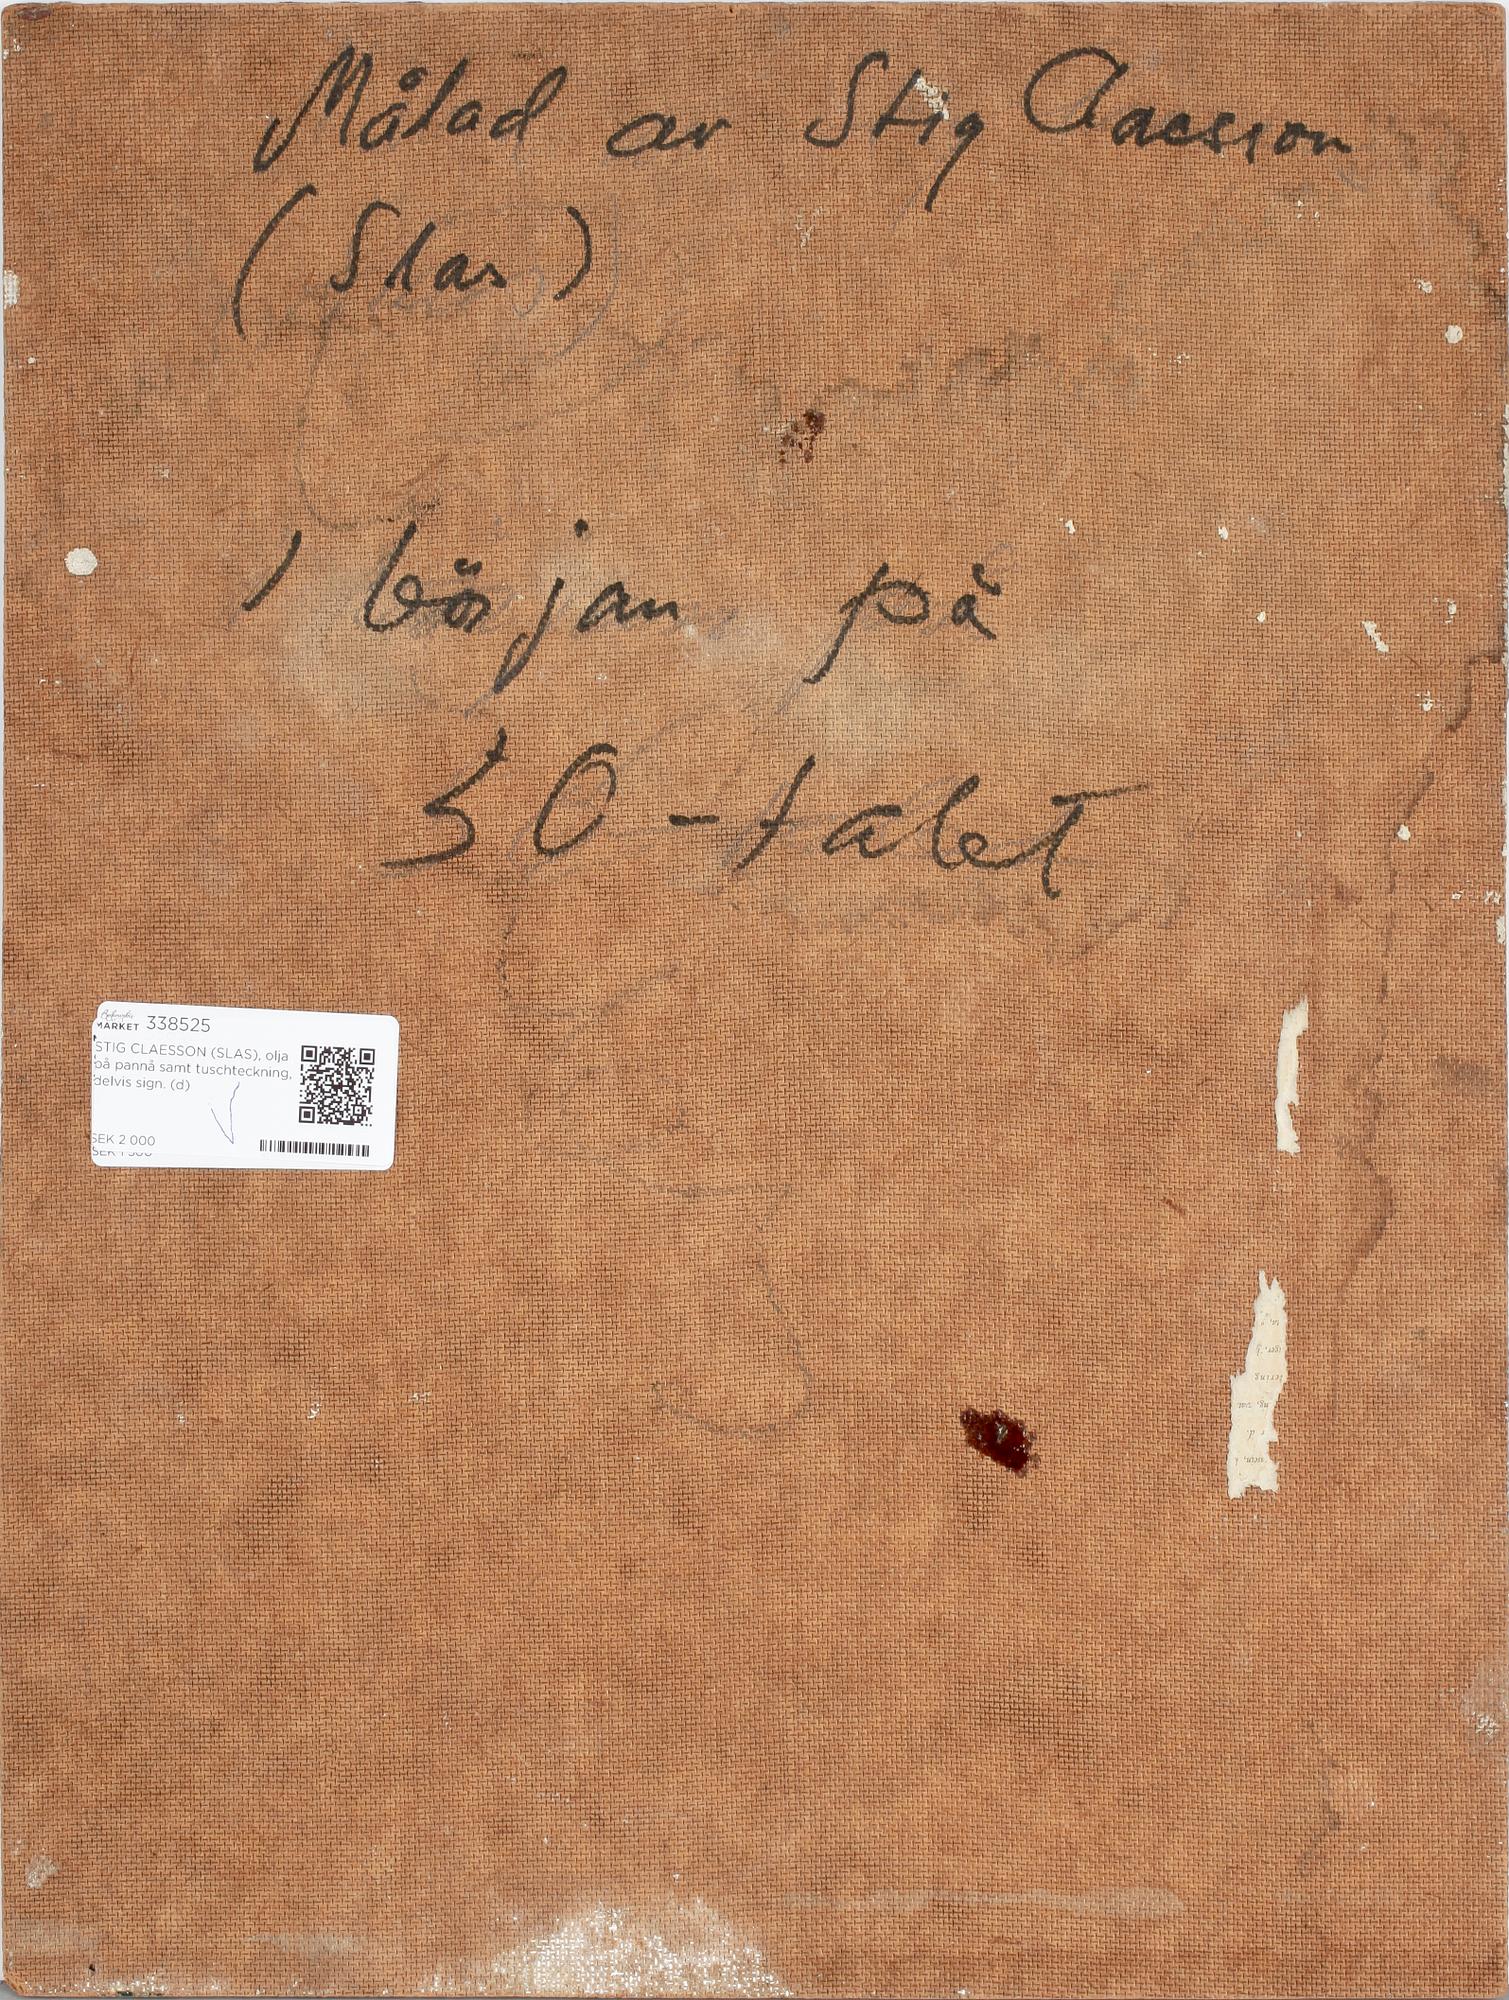 Målad av Stig Claesson
(Slas)
I början på
50-talet
MARKET 338525
STIG CLAESSON (SLAS), olja
på pannå samt tuschteckning,
delvis sign. (d)
SEK 2 000